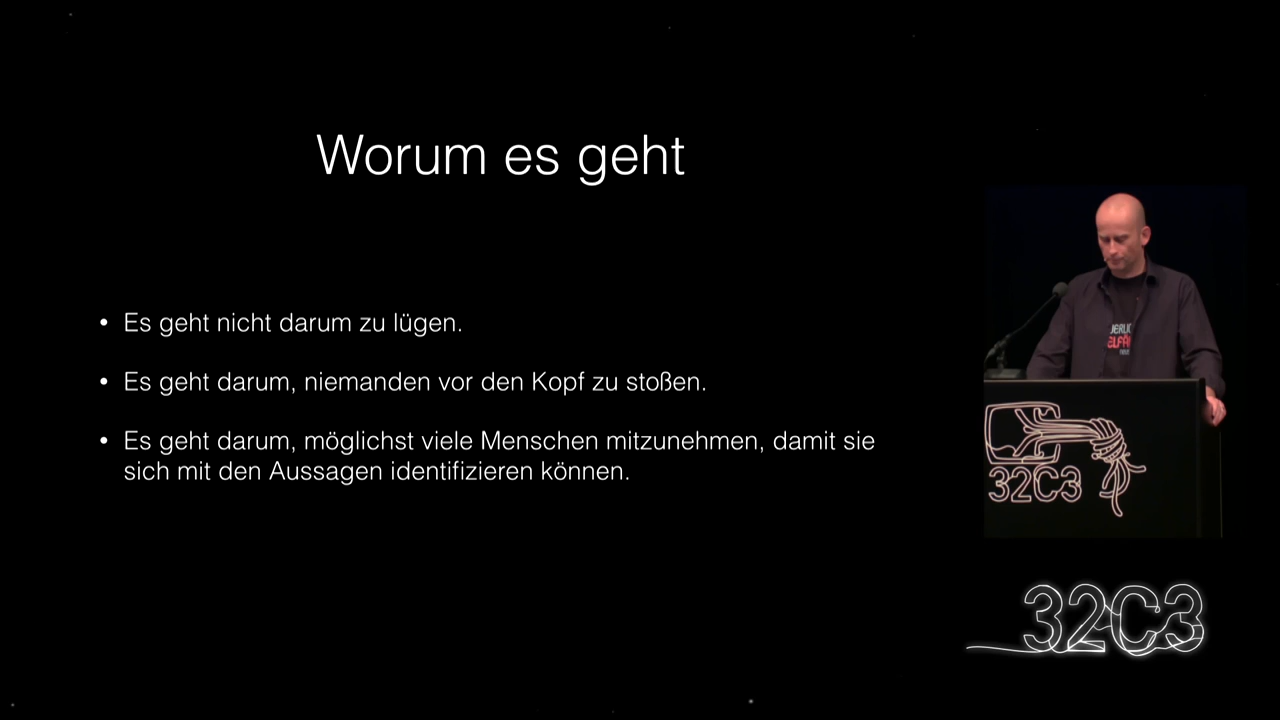 Worum es geht
• Es geht nicht darum zu lügen.
• Es geht darum, niemanden vor den Kopf zu stoßen.
• Es geht darum, möglichst viele Menschen mitzunehmen, damit sie
sich mit den Aussagen identifizieren können.
32C3
32C3